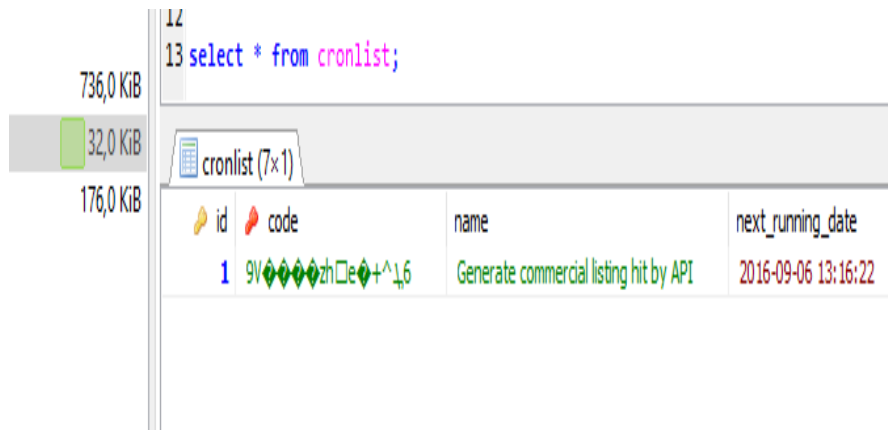 12
13 select * from cronlist;
736,0 KiB
32,0 KiB
176,0 KiB
cronlist (7×1)
id code name next_running_date
1 Generate commercial listing hit by API 2016-09-06 13:16:22